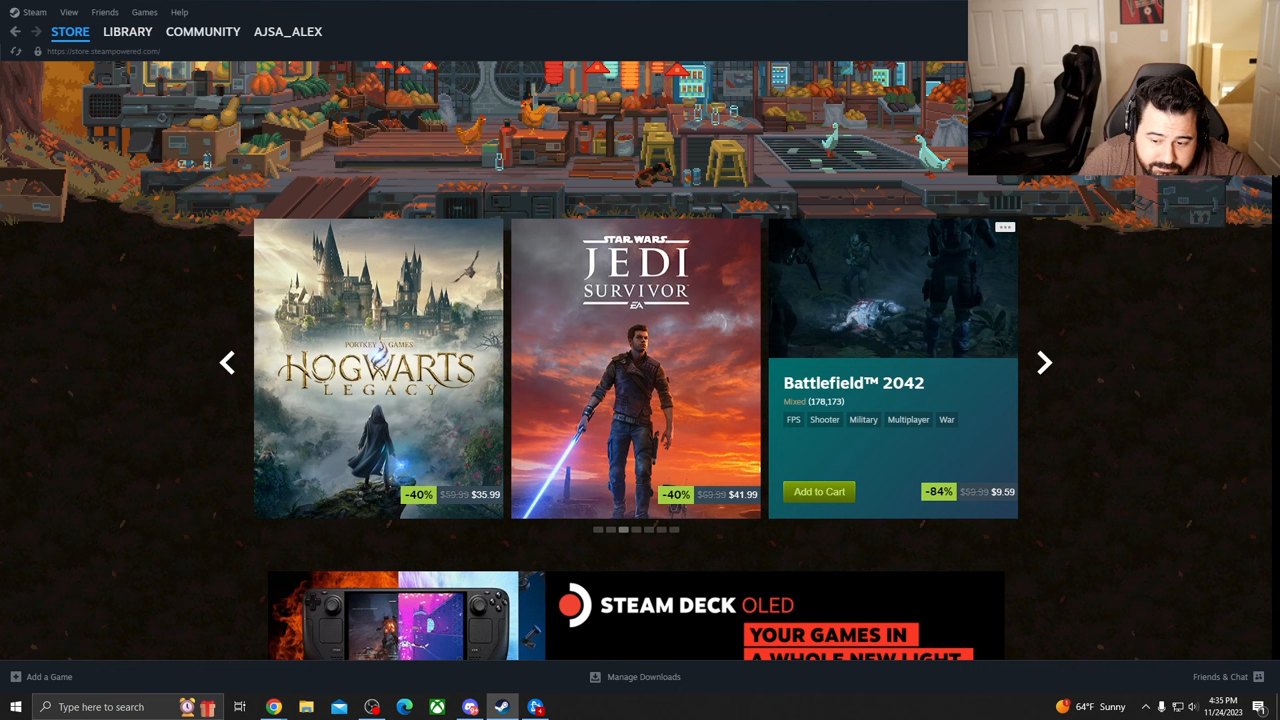 Steam View Friends Games Help
STORE LIBRARY COMMUNITY AJSA_ALEX
https://store.steampowered.com/
PORTKEY GAMES
HOGWARTS
LEGACY
-40% $59.99 $35.99
STAR WARS
JEDI
SURVIVOR
EA
-40% $69.99 $41.99
Battlefield™ 2042
Mixed (178,173)
FPS Shooter Military Multiplayer War
Add to Cart -84% $59.99 $9.59
STEAM DECK OLED
YOUR GAMES IN
A WHOLE NEW LIGHT
Add a Game Manage Downloads Friends & Chat
Type here to search
64°F Sunny
4:35 PM
11/24/2023